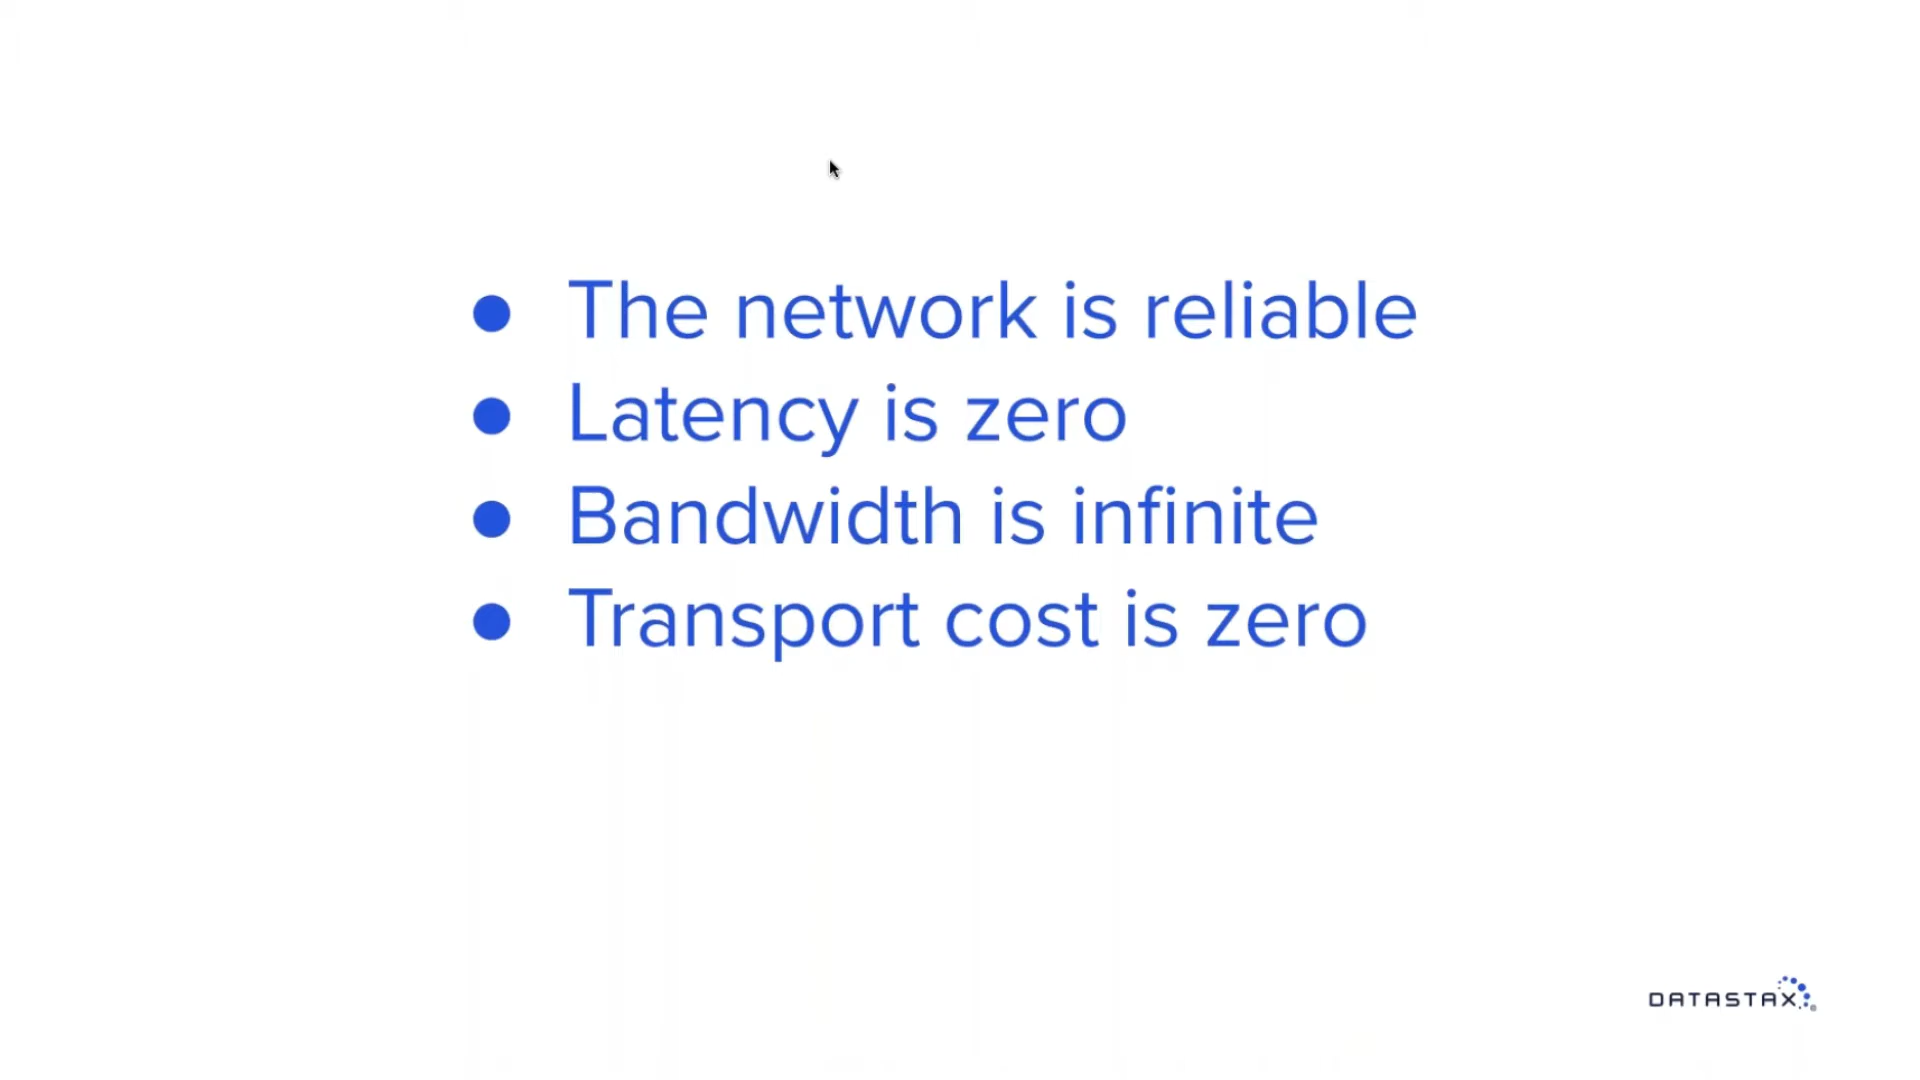 ● The network is reliable
● Latency is zero
● Bandwidth is infinite
● Transport cost is zero
DATASTAX